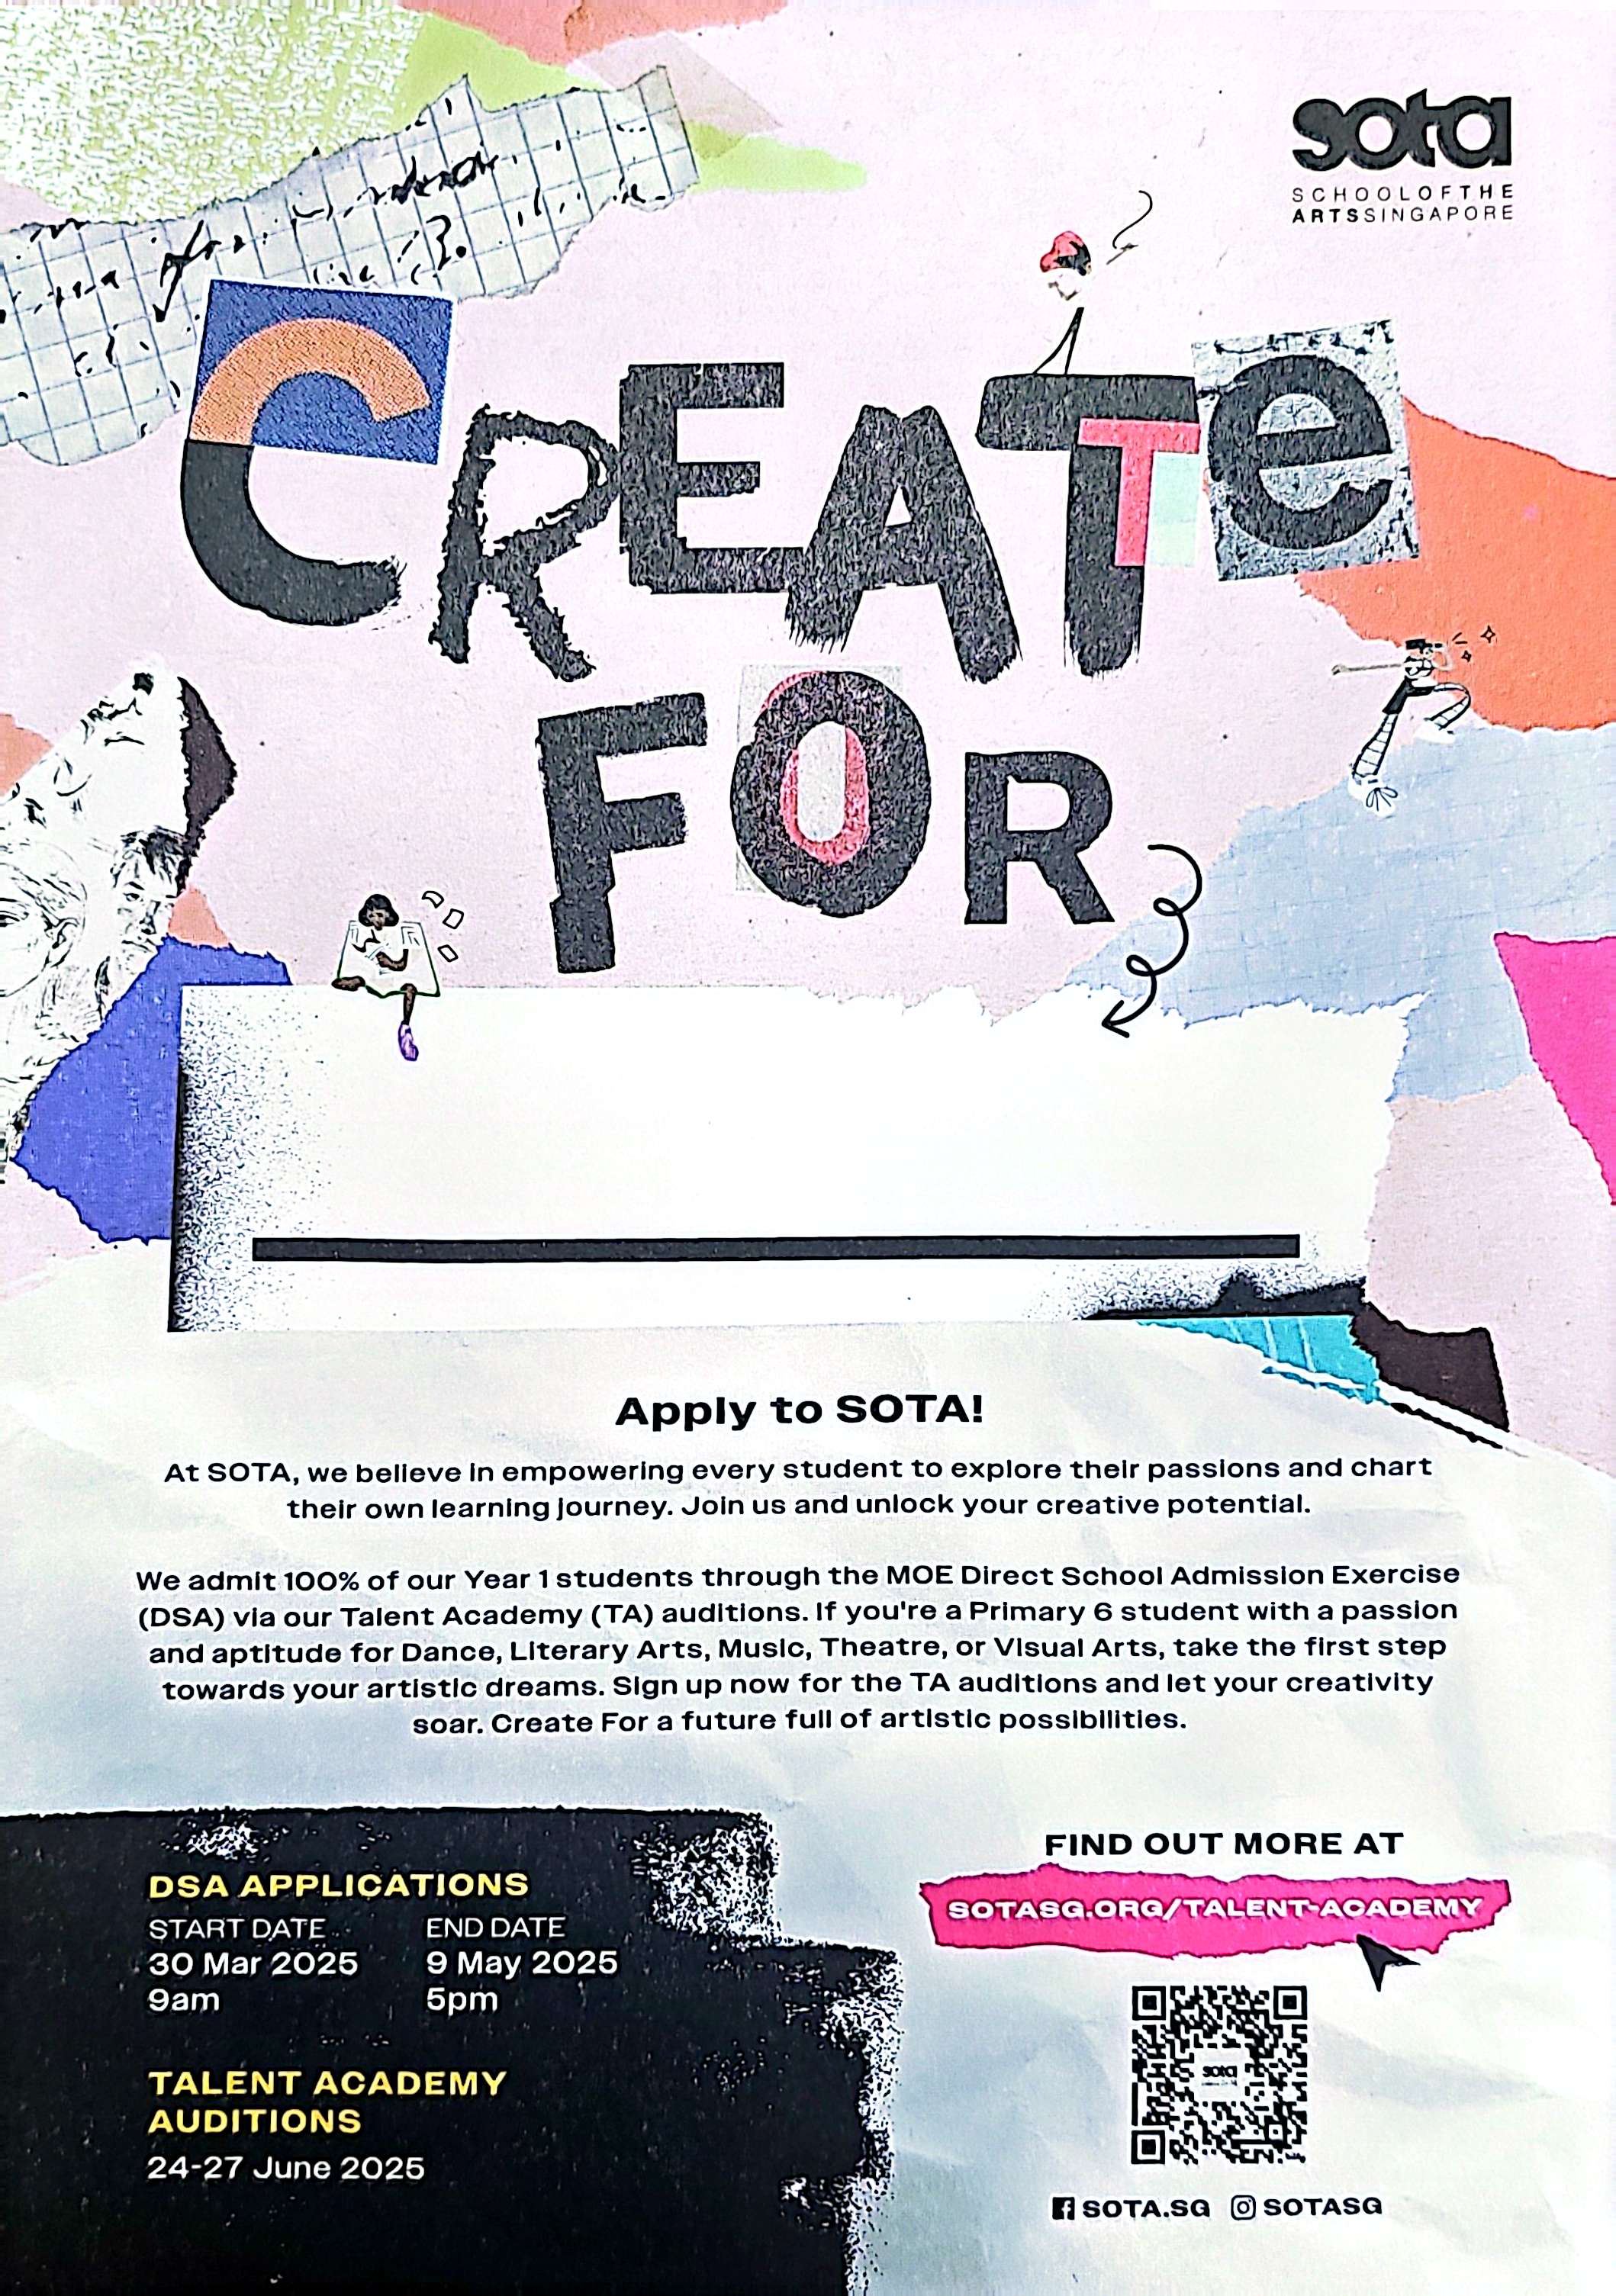 sota
SCHOOLOFTHE
ARTSSINGAPORE
CREATe
FOR
Apply to SOTA!
At SOTA, we believe in empowering every student to explore their passions and chart
their own learning journey. Join us and unlock your creative potential.
We admit 100% of our Year 1 students through the MOE Direct School Admission Exercise
(DSA) via our Talent Academy (TA) auditions. If you're a Primary 6 student with a passion
and aptitude for Dance, Literary Arts, Music, Theatre, or Visual Arts, take the first step
towards your artistic dreams. Sign up now for the TA auditions and let your creativity
soar. Create For a future full of artistic possibilities.
DSA APPLICATIONS
START DATE END DATE
30 Mar 2025 9 May 2025
9am 5pm
TALENT ACADEMY
AUDITIONS
24-27 June 2025
FIND OUT MORE AT
SOTASG.ORG/TALENT-ACADEMY
sota
SOTA.SG SOTASG